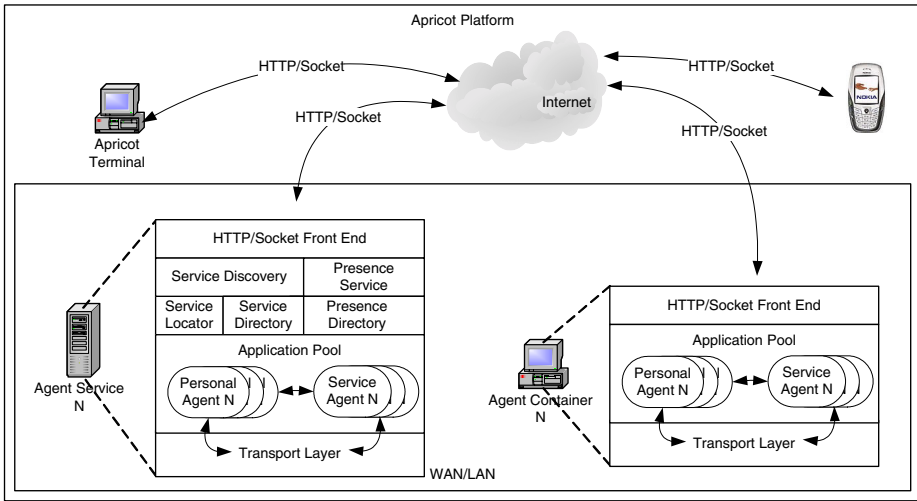 Apricot Platform
HTTP/Socket
HTTP/Socket
Internet
NOKIA
HTTP/Socket
HTTP/Socket
Apricot
Terminal
HTTP/Socket Front End
Service Discovery
Presence
Service
Service
Locator
Service
Directory
Presence
Directory
Application Pool
Personal
Agent N
Service
Agent N
Transport Layer
Agent Service
N
HTTP/Socket Front End
Application Pool
Personal
Agent N
Service
Agent N
Transport Layer
Agent Container
N
WAN/LAN